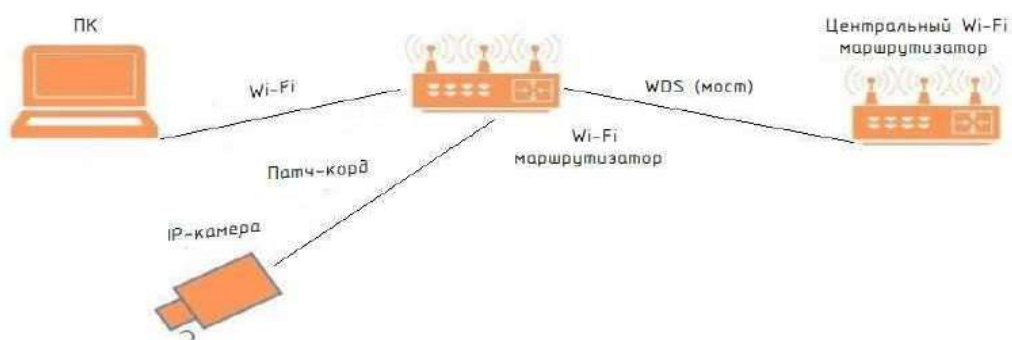 ПК
Центральный Wi-Fi
маршрутизатор
Wi-Fi
WDS (мост)
Wi-Fi
маршрутизатор
Патч-корд
IP-камера